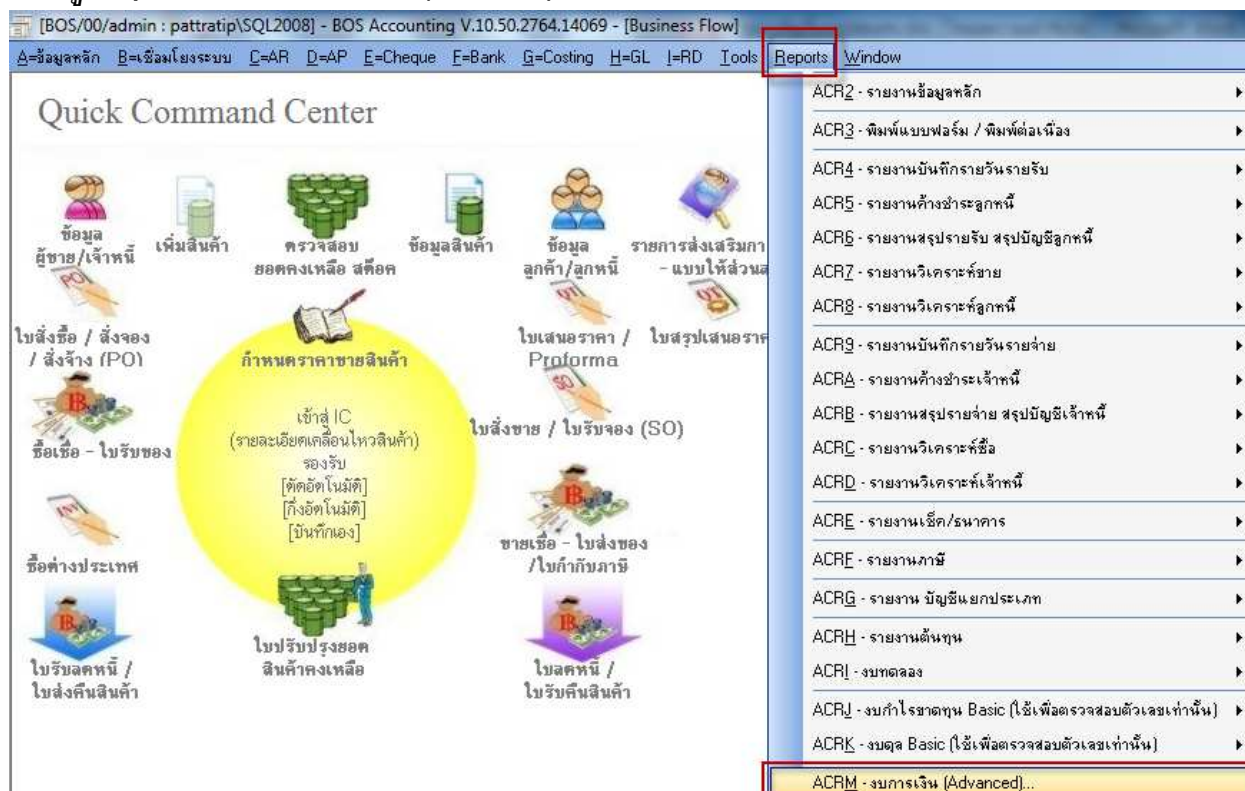 [BOS/00/admin : pattratip\SQL2008] - BOS Accounting V.10.50.2764.14069 - [Business Flow]
A=ข้อมูลหลัก B=เชื่อมโยงระบบ C=AR D=AP E=Cheque F=Bank G=Costing H=GL I=RD Tools Reports Window
Quick Command Center
ข้อมูล
ผู้ขาย/เจ้าหนี้
เพิ่มสินค้า
ตรวจสอบ
ยอดคงเหลือ สต๊อค
ข้อมูลสินค้า
ข้อมูล
ลูกค้า/ลูกหนี้
รายการส่งเสริมกา
- แบบให้ส่วนล
ใบสั่งซื้อ / สั่งจอง
/ สั่งจ้าง (PO)
กำหนดราคาขายสินค้า
ใบเสนอราคา /
Proforma
ใบสรุปเสนอราค
ซื้อเชื่อ - ใบรับของ
เข้าสู่ IC
(รายละเอียดเคลื่อนไหวสินค้า)
รองรับ
[ตัดอัตโนมัติ]
[กึ่งอัตโนมัติ]
[บันทึกเอง]
ใบสั่งขาย / ใบรับจอง (SO)
ซื้อต่างประเทศ
ขายเชื่อ - ใบส่งของ
/ใบกำกับภาษี
ใบรับลดหนี้ /
ใบส่งคืนสินค้า
ใบปรับปรุงยอด
สินค้าคงเหลือ
ใบลดหนี้ /
ใบรับคืนสินค้า
ACR2 - รายงานข้อมูลหลัก
ACR3 - พิมพ์แบบฟอร์ม / พิมพ์ต่อเนื่อง
ACR4 - รายงานบันทึกรายวันรายรับ
ACR5 - รายงานค้างชำระลูกหนี้
ACR6 - รายงานสรุปรายรับ สรุปบัญชีลูกหนี้
ACR7 - รายงานวิเคราะห์ขาย
ACR8 - รายงานวิเคราะห์ลูกหนี้
ACR9 - รายงานบันทึกรายวันรายจ่าย
ACRA - รายงานค้างชำระเจ้าหนี้
ACRB - รายงานสรุปรายจ่าย สรุปบัญชีเจ้าหนี้
ACRC - รายงานวิเคราะห์ซื้อ
ACRD - รายงานวิเคราะห์เจ้าหนี้
ACRE - รายงานเช็ค/ธนาคาร
ACRF - รายงานภาษี
ACRG - รายงาน บัญชีแยกประเภท
ACRH - รายงานต้นทุน
ACRI - งบทดลอง
ACRJ - งบกำไรขาดทุน Basic (ใช้เพื่อตรวจสอบตัวเลขเท่านั้น)
ACRK - งบดุล Basic (ใช้เพื่อตรวจสอบตัวเลขเท่านั้น)
ACRM - งบการเงิน (Advanced)...